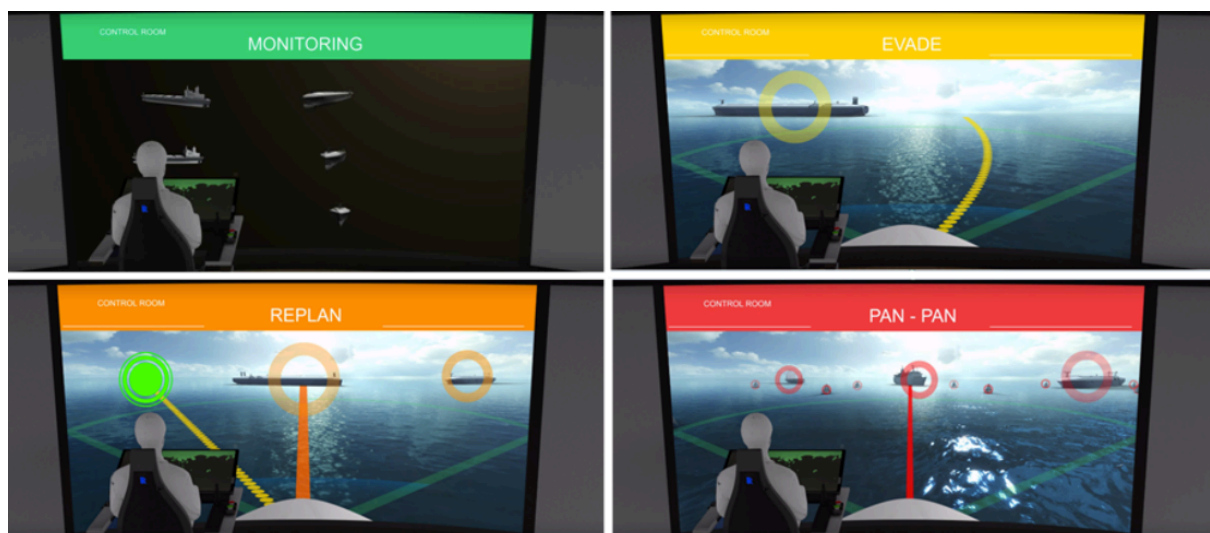 CONTROL ROOM
MONITORING
CONTROL ROOM
EVADE
CONTROL ROOM
REPLAN
CONTROL ROOM
PAN - PAN